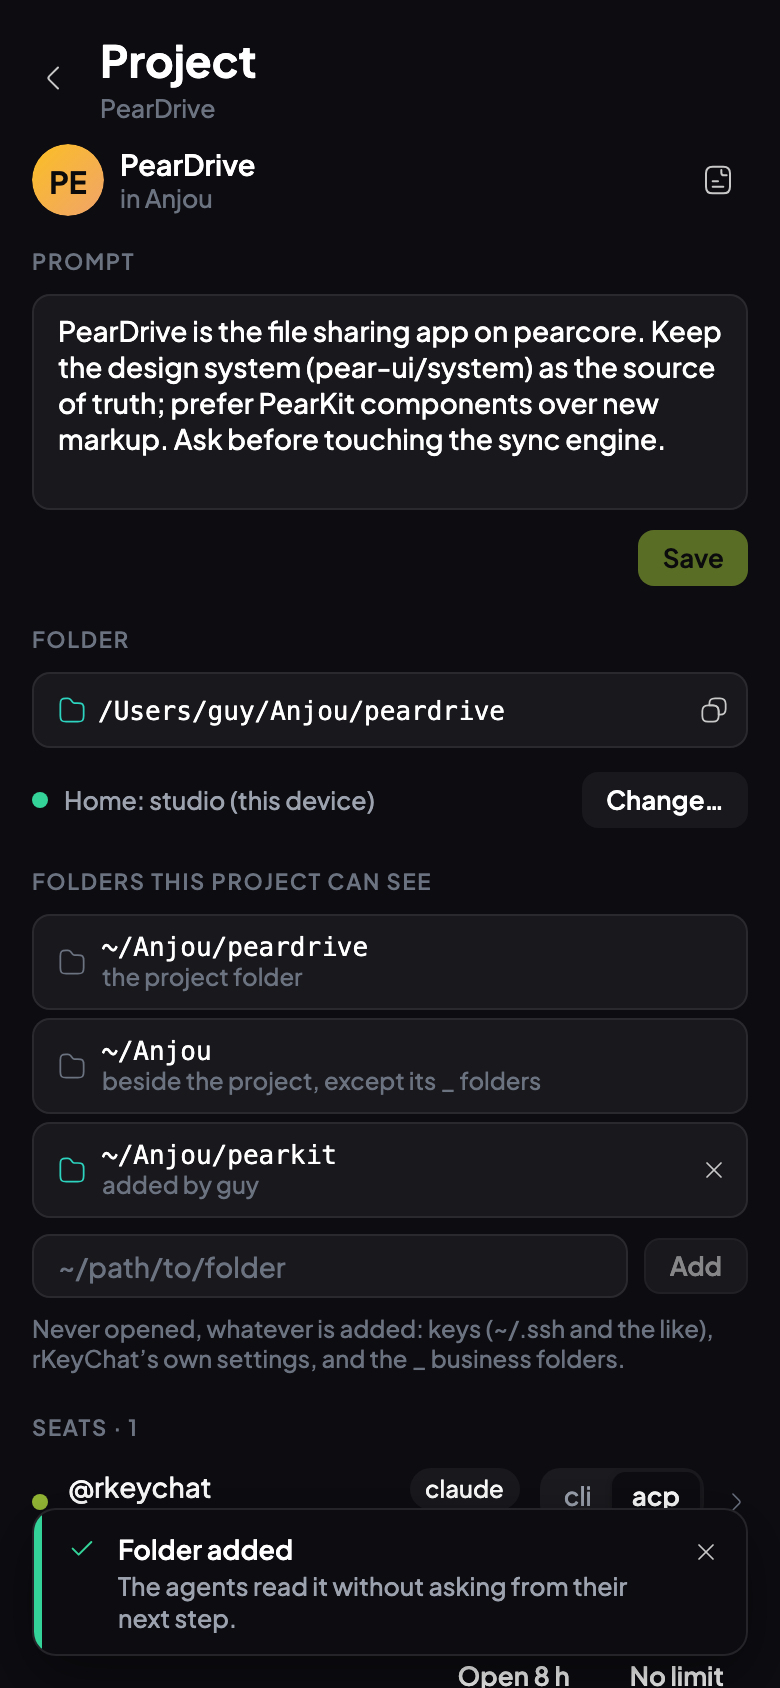 Project
PearDrive
PE
PearDrive
in Anjou
PROMPT
PearDrive is the file sharing app on pearcore. Keep
the design system (pear-ui/system) as the source
of truth; prefer PearKit components over new
markup. Ask before touching the sync engine.
Save
FOLDER
/Users/guy/Anjou/peardrive
Home: studio (this device)
Change…
FOLDERS THIS PROJECT CAN SEE
~/Anjou/peardrive
the project folder
~/Anjou
beside the project, except its _ folders
~/Anjou/pearkit
added by guy
~/path/to/folder
Add
Never opened, whatever is added: keys (~/.ssh and the like),
rKeyChat’s own settings, and the _ business folders.
SEATS · 1
@rkeychat
claude
cli
acp
Folder added
The agents read it without asking from their
next step.
Open 8 h
No limit